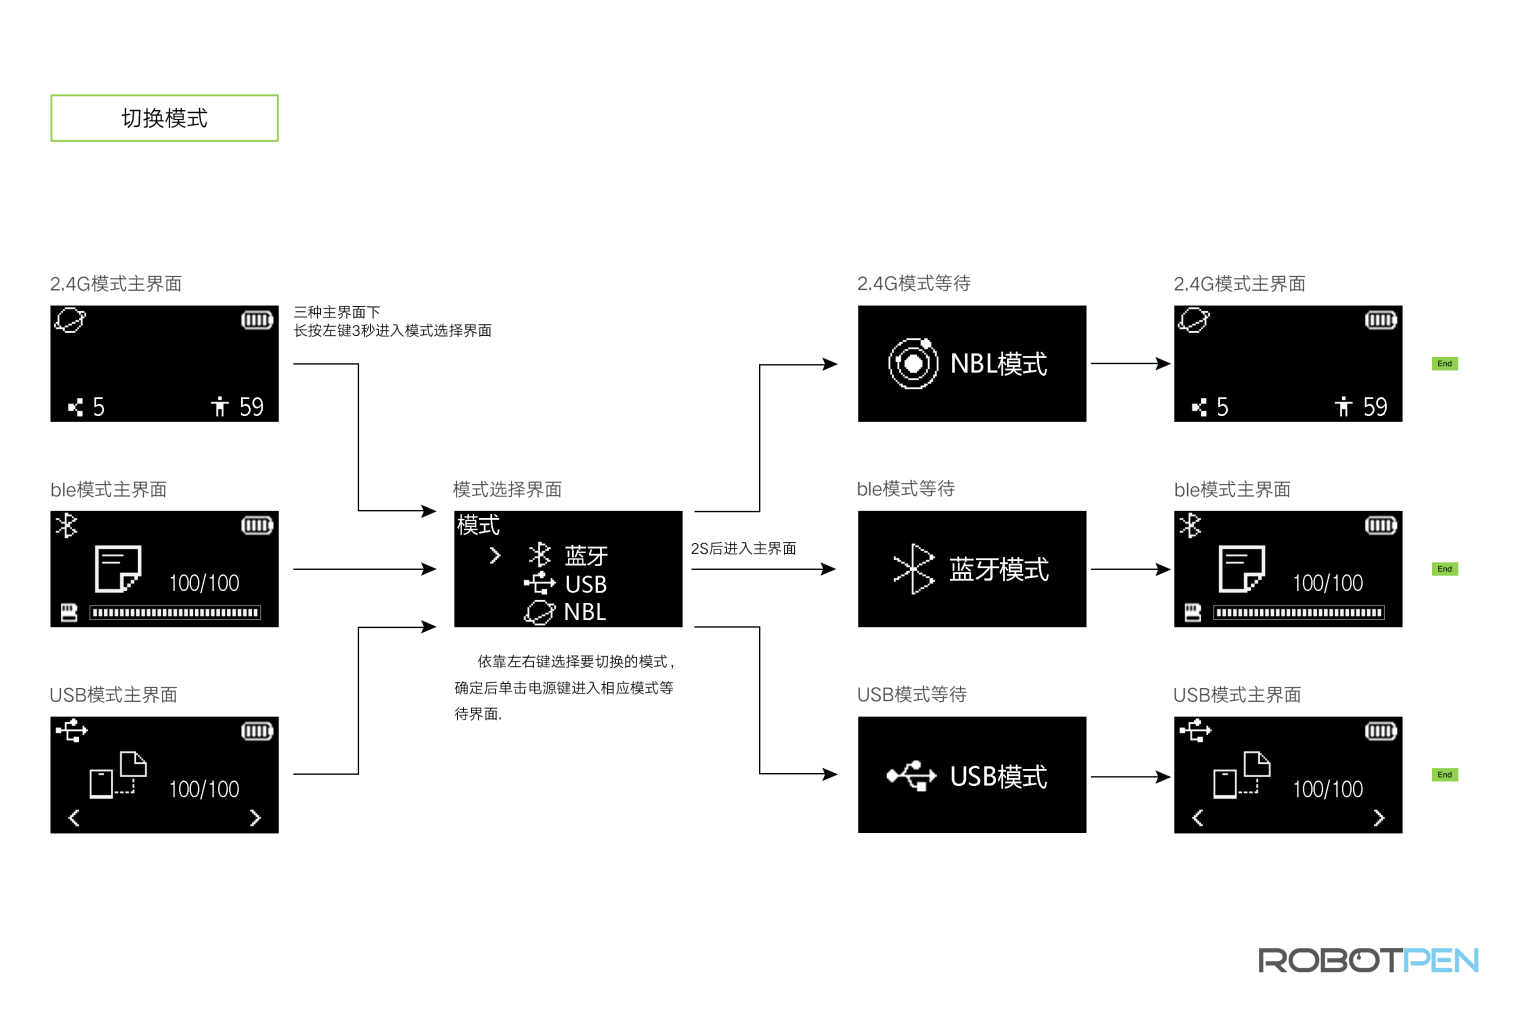 切换模式
2.4G模式主界面
5
59
三种主界面下
长按左键3秒进入模式选择界面
ble模式主界面
100/100
USB模式主界面
100/100
模式选择界面
模式
蓝牙
USB
NBL
依靠左右键选择要切换的模式,
确定后单击电源键进入相应模式等
待界面.
2S后进入主界面
2.4G模式等待
NBL模式
ble模式等待
蓝牙模式
USB模式等待
USB模式
2.4G模式主界面
5
59
End
ble模式主界面
100/100
End
USB模式主界面
100/100
End
ROBOTPEN